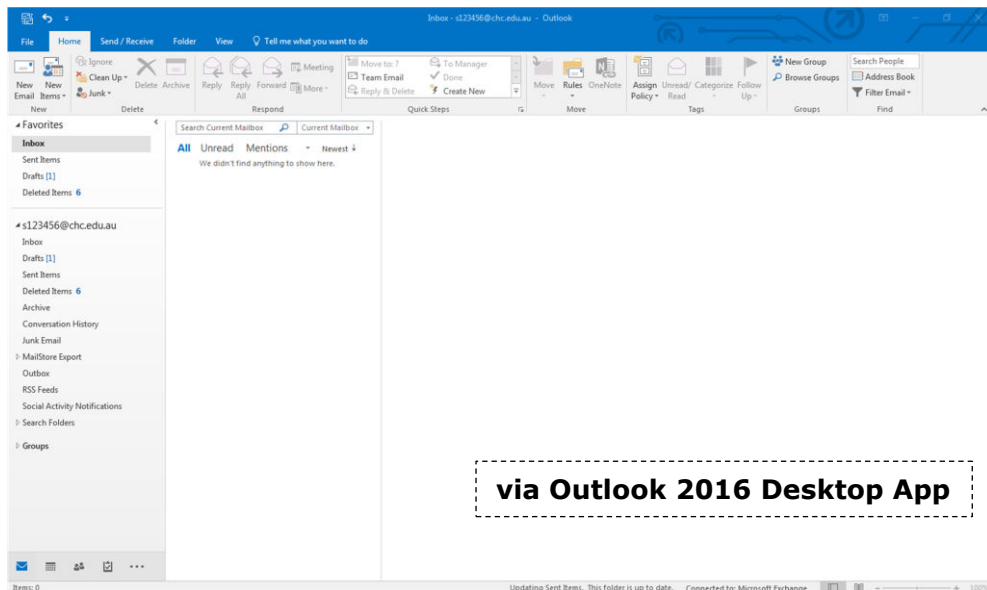 Inbox - s123456@chc.edu.au - Outlook
File Home Send / Receive Folder View Tell me what you want to do
New Email
New Items
Ignore
Clean Up
Junk
Delete
Archive
Reply
Reply All
Forward
Meeting
More
Move to: ?
Team Email
Reply & Delete
To Manager
Done
Create New
Move
Rules
OneNote
Assign Policy
Unread/ Read
Categorize
Follow Up
New Group
Browse Groups
Search People
Address Book
Filter Email
New Delete Respond Quick Steps Move Tags Groups Find
Favorites
Inbox
Sent Items
Drafts [1]
Deleted Items 6
s123456@chc.edu.au
Inbox
Drafts [1]
Sent Items
Deleted Items 6
Archive
Conversation History
Junk Email
MailStore Export
Outbox
RSS Feeds
Social Activity Notifications
Search Folders
Groups
Search Current Mailbox Current Mailbox
All Unread Mentions Newest
We didn't find anything to show here.
via Outlook 2016 Desktop App
Items: 0 Updating Sent Items. This folder is up to date. Connected to: Microsoft Exchange 100%